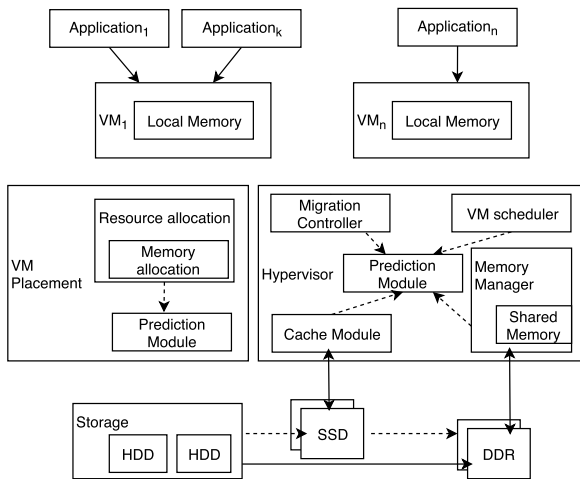 Application1
Applicationk
Applicationn
VM1
Local Memory
VMn
Local Memory
VM
Placement
Resource allocation
Memory
allocation
Prediction
Module
Hypervisor
Migration
Controller
VM scheduler
Prediction
Module
Memory
Manager
Shared
Memory
Cache Module
Storage
HDD
HDD
SSD
DDR